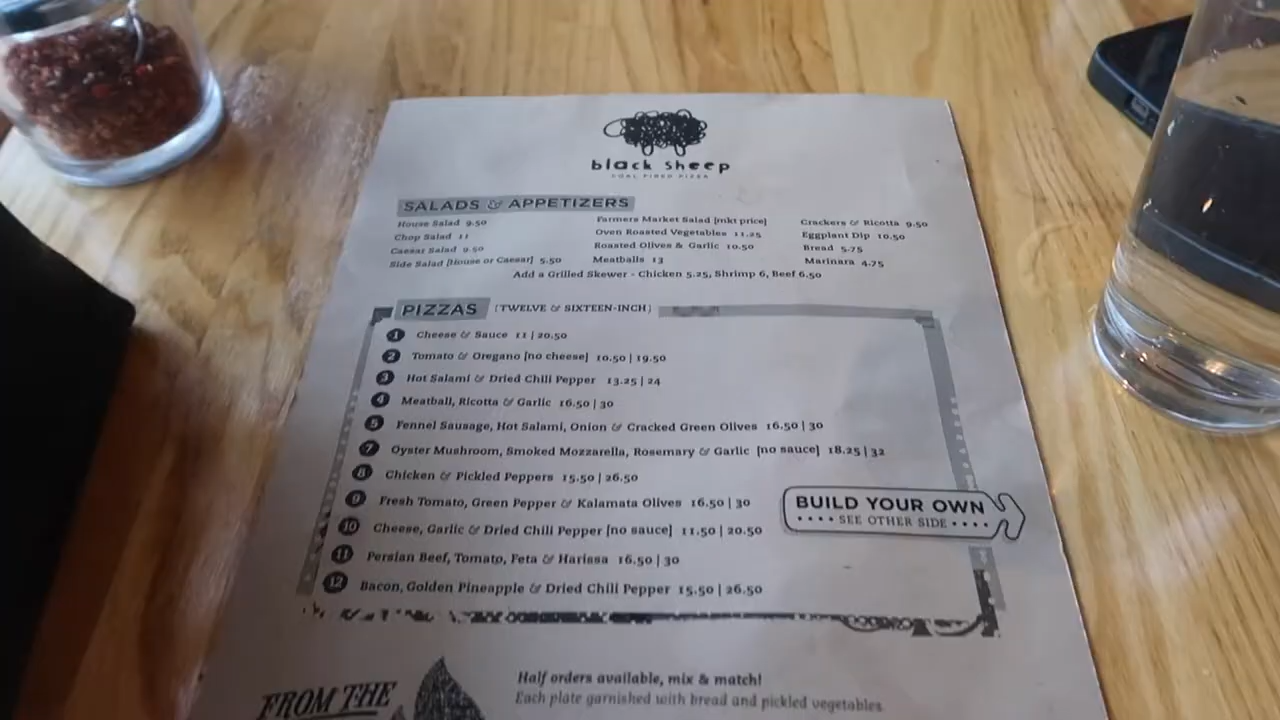 black sheep
COAL FIRED PIZZA
SALADS & APPETIZERS
House Salad 9.50
Chop Salad 11
Caesar Salad 9.50
Side Salad [House or Caesar] 5.50
Farmers Market Salad [mkt price]
Oven Roasted Vegetables 11.25
Roasted Olives & Garlic 10.50
Meatballs 13
Crackers & Ricotta 9.50
Eggplant Dip 10.50
Bread 5.75
Marinara 4.75
Add a Grilled Skewer - Chicken 5.25, Shrimp 6, Beef 6.50
PIZZAS [TWELVE & SIXTEEN-INCH]
1 Cheese & Sauce 11 | 20.50
2 Tomato & Oregano [no cheese] 10.50 | 19.50
3 Hot Salami & Dried Chili Pepper 13.25 | 24
4 Meatball, Ricotta & Garlic 16.50 | 30
5 Fennel Sausage, Hot Salami, Onion & Cracked Green Olives 16.50 | 30
7 Oyster Mushroom, Smoked Mozzarella, Rosemary & Garlic [no sauce] 18.25 | 32
8 Chicken & Pickled Peppers 15.50 | 26.50
9 Fresh Tomato, Green Pepper & Kalamata Olives 16.50 | 30
10 Cheese, Garlic & Dried Chili Pepper [no sauce] 11.50 | 20.50
11 Persian Beef, Tomato, Feta & Harissa 16.50 | 30
12 Bacon, Golden Pineapple & Dried Chili Pepper 15.50 | 26.50
BUILD YOUR OWN
•••• SEE OTHER SIDE ••••
FROM THE
Half orders available, mix & match!
Each plate garnished with bread and pickled vegetables